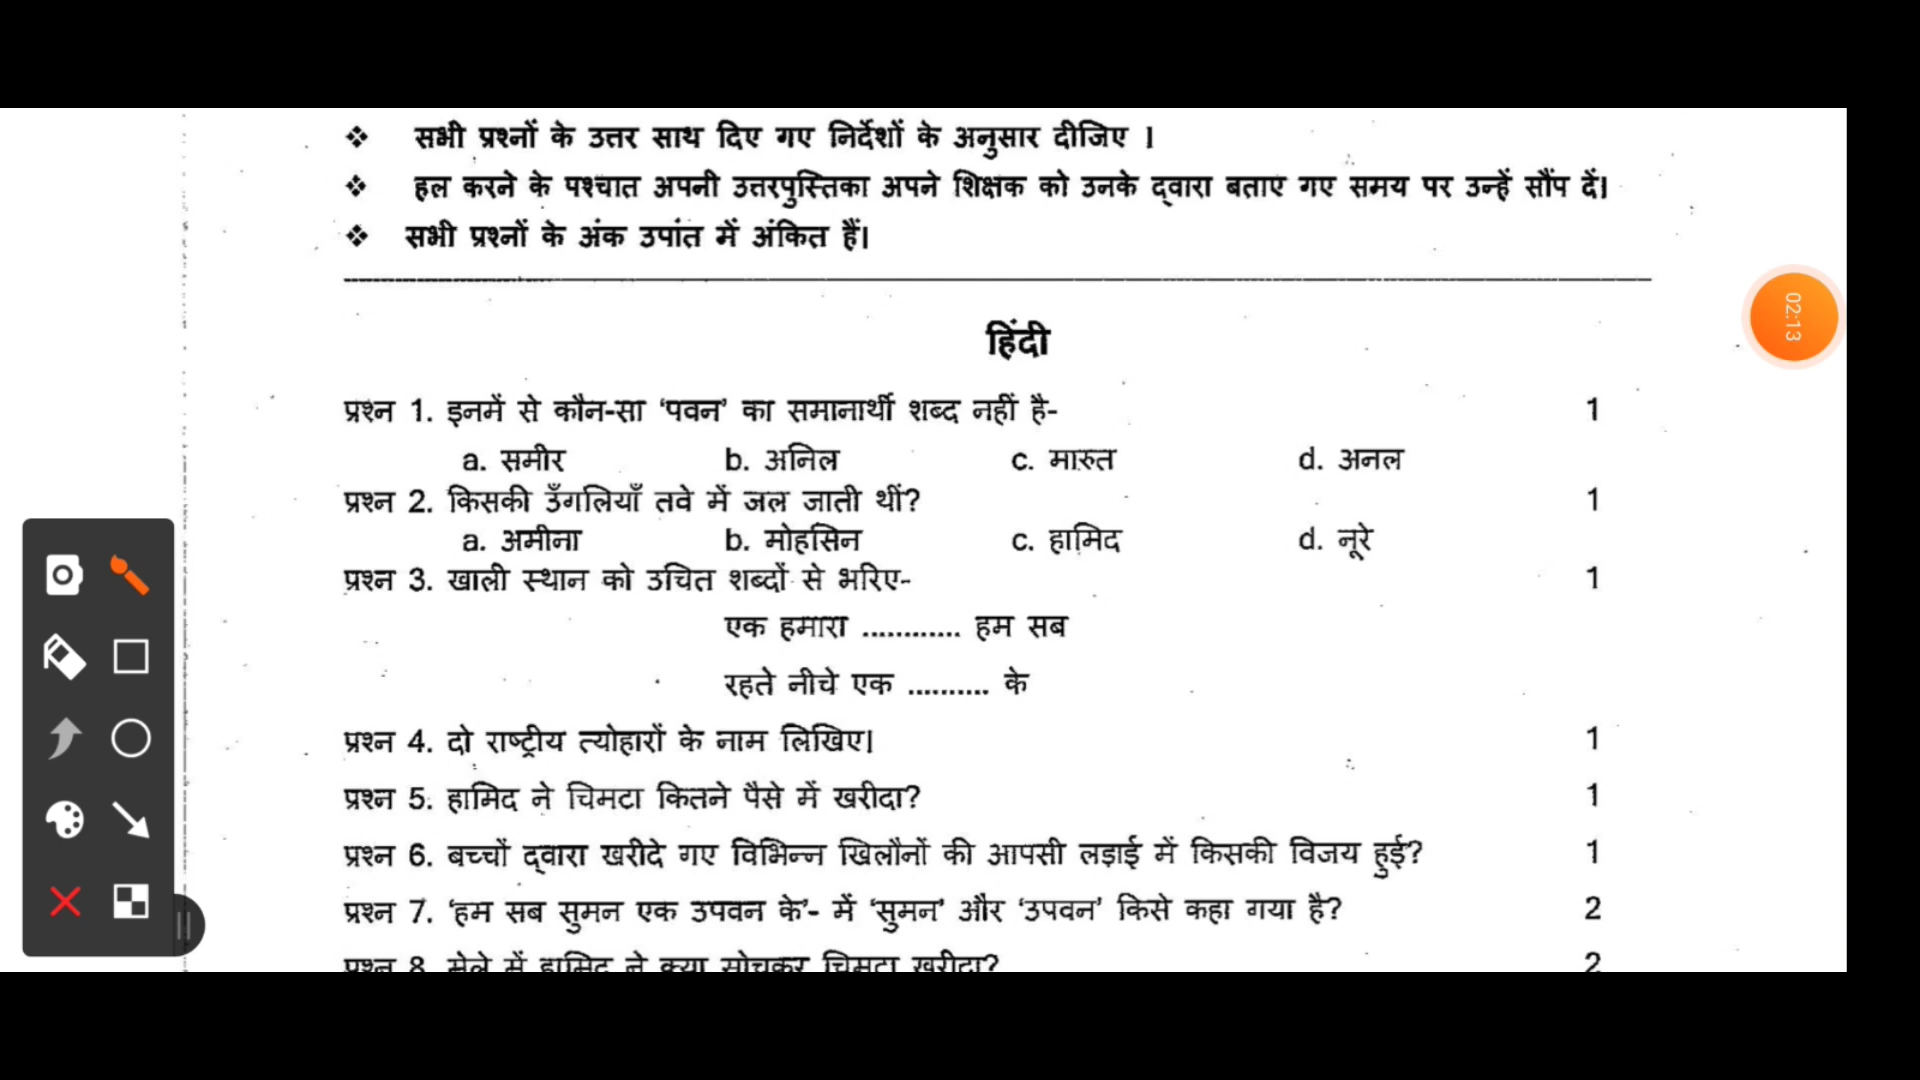 ❖ सभी प्रश्नों के उत्तर साथ दिए गए निर्देशों के अनुसार दीजिए ।
❖ हल करने के पश्चात अपनी उत्तरपुस्तिका अपने शिक्षक को उनके द्वारा बताए गए समय पर उन्हें सौंप दें।
❖ सभी प्रश्नों के अंक उपांत में अंकित हैं।
02:13
हिंदी
प्रश्न 1. इनमें से कौन-सा ‘पवन’ का समानार्थी शब्द नहीं है- 1
a. समीर b. अनिल c. मारुत d. अनल
प्रश्न 2. किसकी उँगलियाँ तवे में जल जाती थीं? 1
a. अमीना b. मोहसिन c. हामिद d. नूरे
प्रश्न 3. खाली स्थान को उचित शब्दों से भरिए- 1
एक हमारा ............ हम सब
रहते नीचे एक .......... के
प्रश्न 4. दो राष्ट्रीय त्योहारों के नाम लिखिए। 1
प्रश्न 5. हामिद ने चिमटा कितने पैसे में खरीदा? 1
प्रश्न 6. बच्चों द्वारा खरीदे गए विभिन्न खिलौनों की आपसी लड़ाई में किसकी विजय हुई? 1
प्रश्न 7. ‘हम सब सुमन एक उपवन के’- में ‘सुमन’ और ‘उपवन’ किसे कहा गया है? 2
प्रश्न 8. मेले में हामिद ने क्या सोचकर चिमटा खरीदा? 2